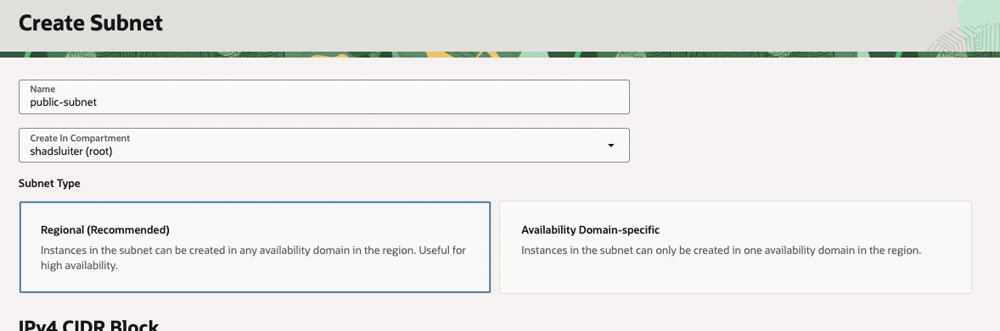 Create Subnet
Name
public-subnet
Create In Compartment
shadsluiter (root)
Subnet Type
Regional (Recommended)
Instances in the subnet can be created in any availability domain in the region. Useful for
high availability.
Availability Domain-specific
Instances in the subnet can only be created in one availability domain in the region.
IPv4 CIDR Block